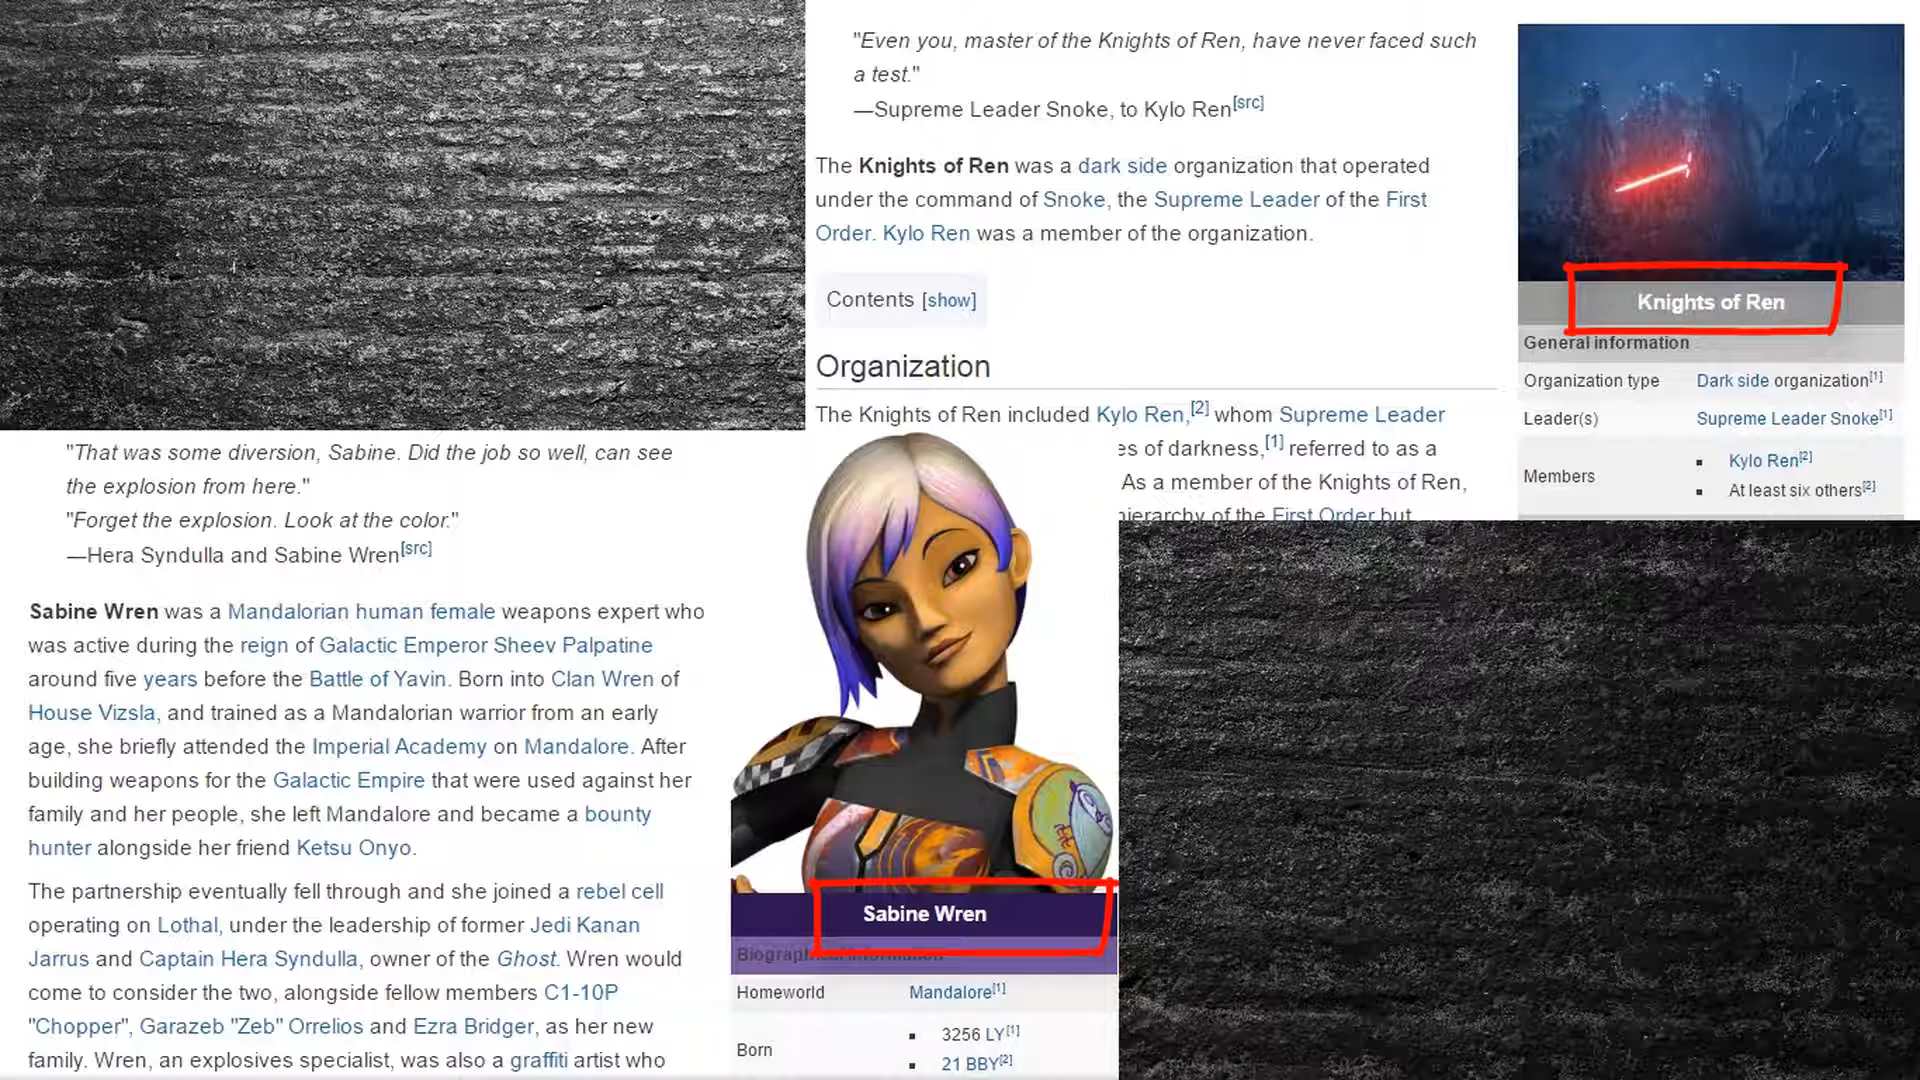 "Even you, master of the Knights of Ren, have never faced such
a test."
—Supreme Leader Snoke, to Kylo Ren[src]
The Knights of Ren was a dark side organization that operated
under the command of Snoke, the Supreme Leader of the First
Order. Kylo Ren was a member of the organization.
Contents [show]
Organization
The Knights of Ren included Kylo Ren,[2] whom Supreme Leader
es of darkness,[1] referred to as a
As a member of the Knights of Ren,
hierarchy of the First Order but
Knights of Ren
General information
Organization type Dark side organization[1]
Leader(s) Supreme Leader Snoke[1]
Members
▪ Kylo Ren[2]
▪ At least six others[2]
"That was some diversion, Sabine. Did the job so well, can see
the explosion from here."
"Forget the explosion. Look at the color."
—Hera Syndulla and Sabine Wren[src]
Sabine Wren was a Mandalorian human female weapons expert who
was active during the reign of Galactic Emperor Sheev Palpatine
around five years before the Battle of Yavin. Born into Clan Wren of
House Vizsla, and trained as a Mandalorian warrior from an early
age, she briefly attended the Imperial Academy on Mandalore. After
building weapons for the Galactic Empire that were used against her
family and her people, she left Mandalore and became a bounty
hunter alongside her friend Ketsu Onyo.
The partnership eventually fell through and she joined a rebel cell
operating on Lothal, under the leadership of former Jedi Kanan
Jarrus and Captain Hera Syndulla, owner of the Ghost. Wren would
come to consider the two, alongside fellow members C1-10P
"Chopper", Garazeb "Zeb" Orrelios and Ezra Bridger, as her new
family. Wren, an explosives specialist, was also a graffiti artist who
Sabine Wren
Biographical information
Homeworld Mandalore[1]
Born
▪ 3256 LY[1]
▪ 21 BBY[2]